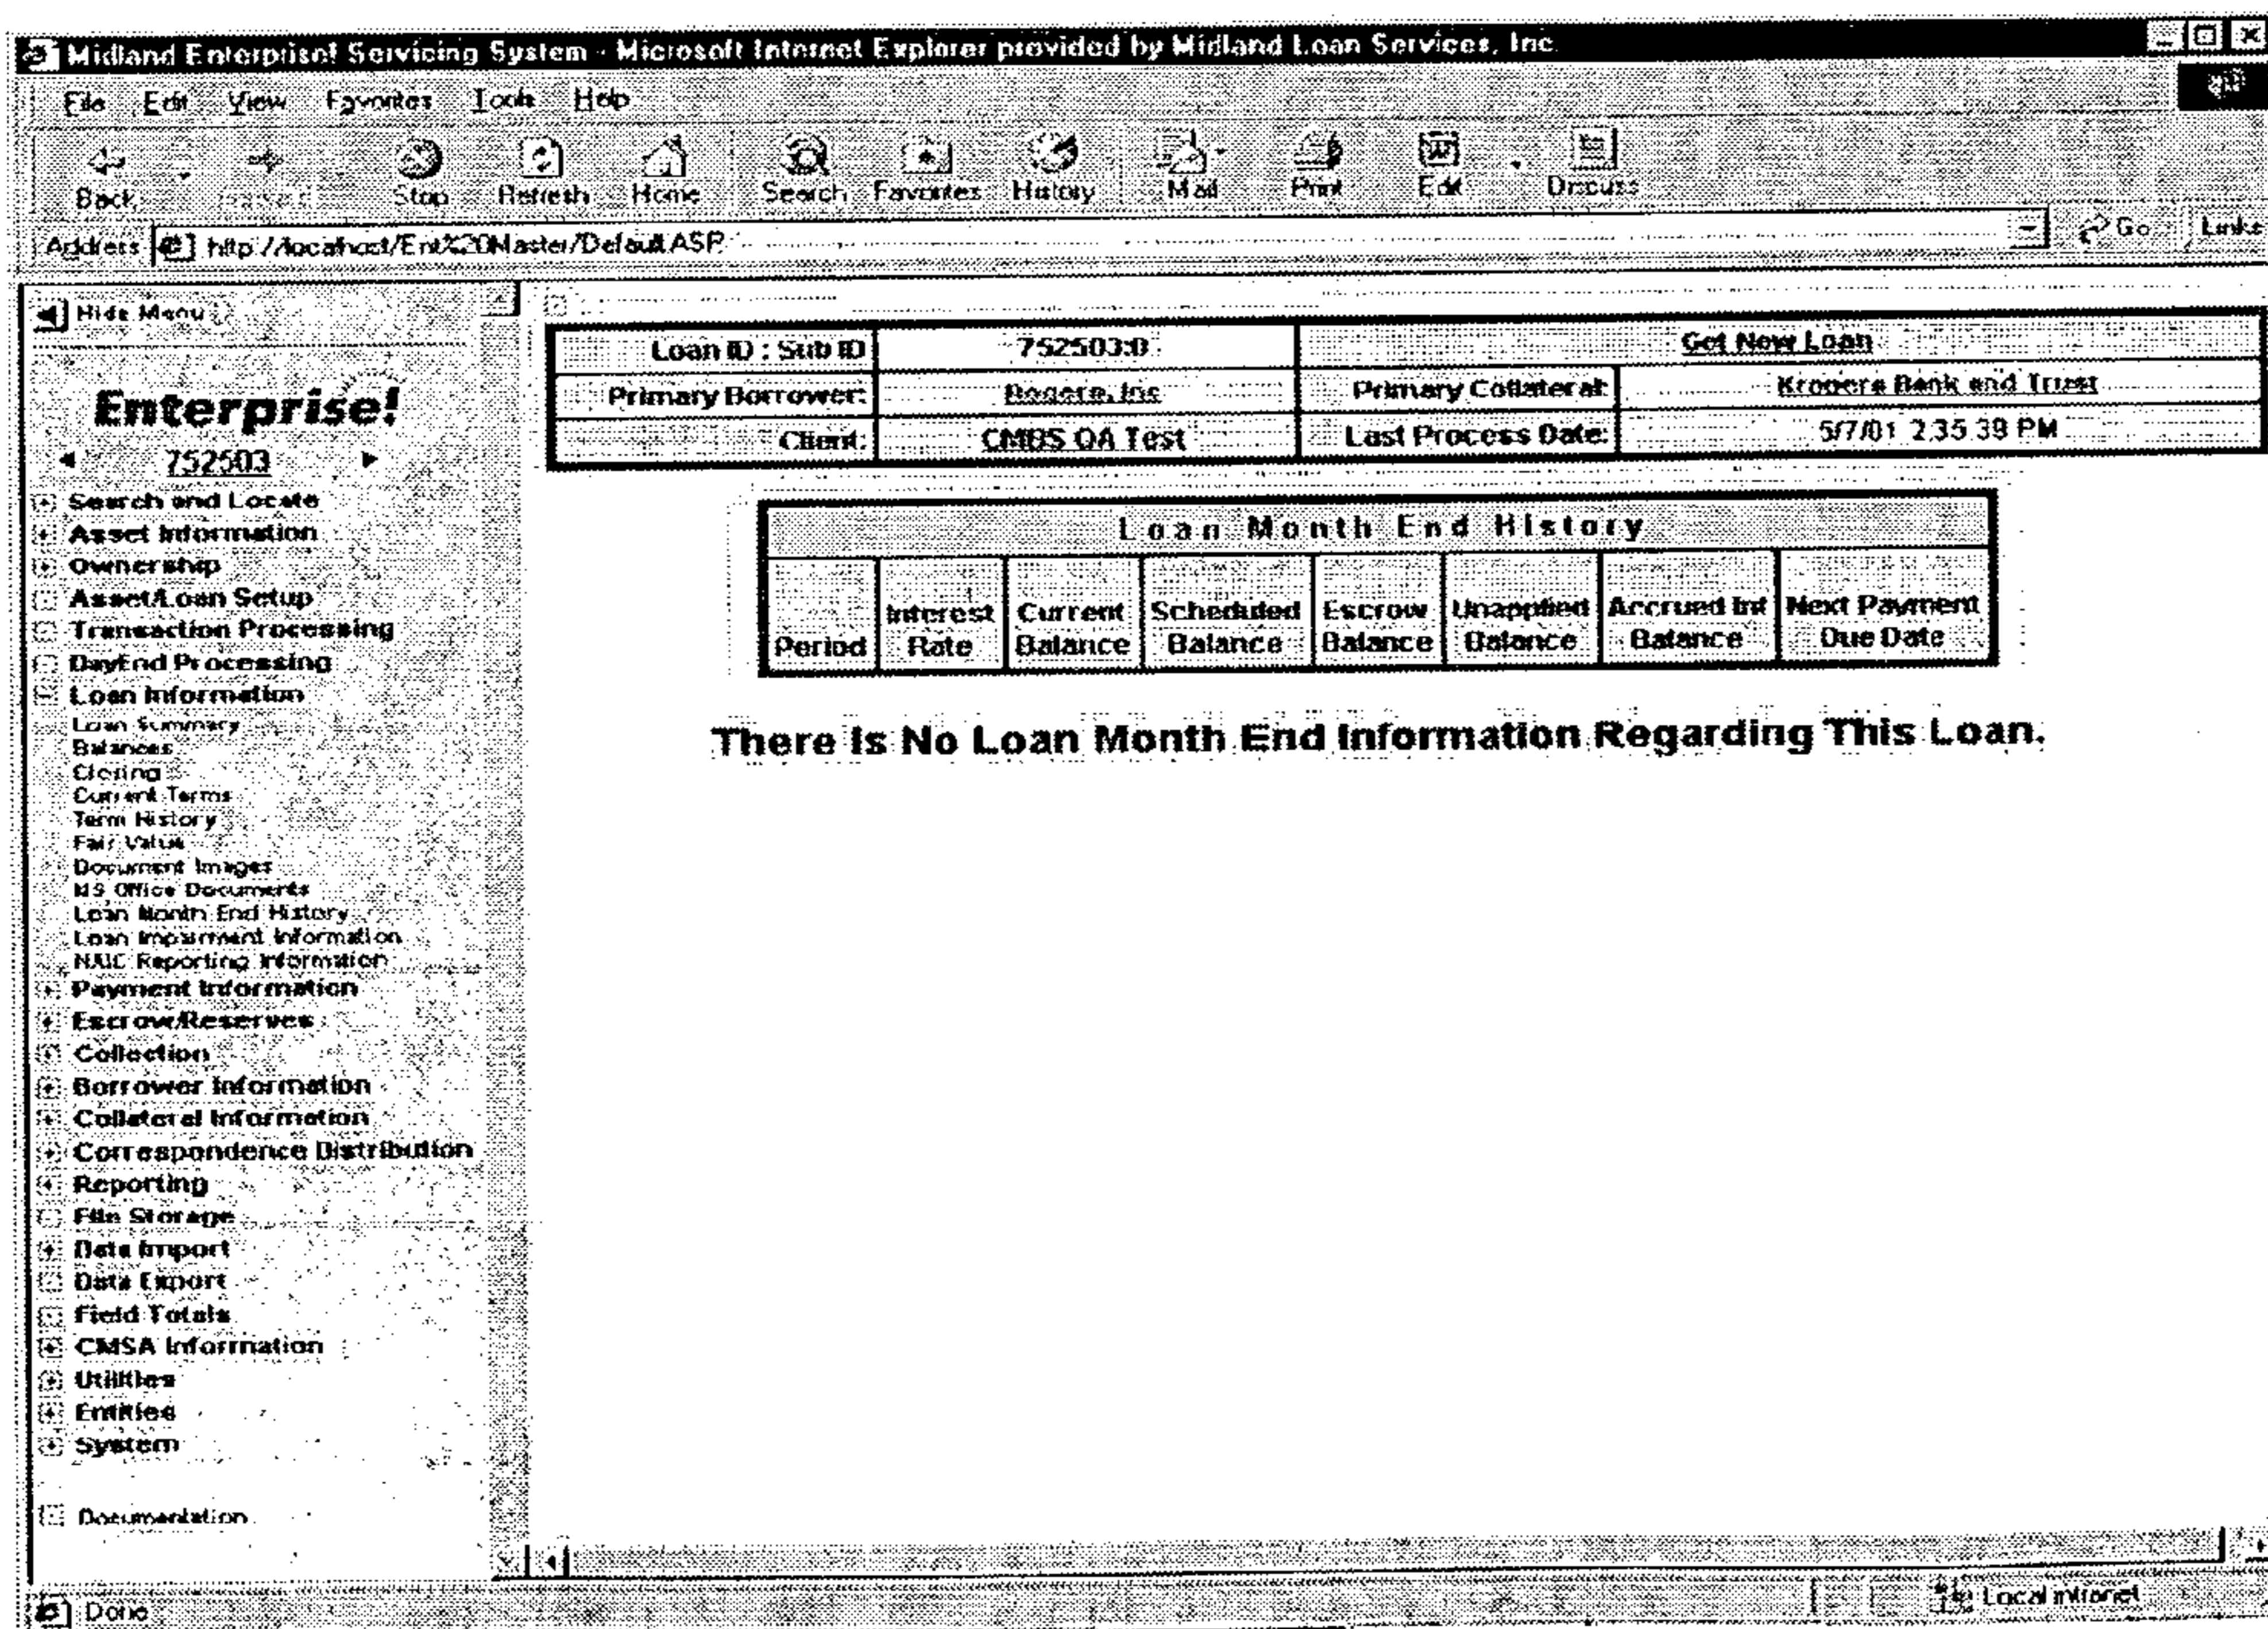 Midland Enterprise! Servicing System - Microsoft Internet Explorer provided by Midland Loan Services, Inc.
File Edit View Favorites Tools Help
Back Stop Refresh Home Search Favorites History Mail Print Edit Discuss
Address http://localhost/Ent%20Master/Default.ASP Go Links
Hide Menu
Loan ID : Sub ID 752503:0 Get New Loan
Primary Borrower: Rogers, Inc Primary Collateral: Krogers Bank and Trust
Client: CMBS QA Test Last Process Date: 5/7/01 2:35:39 PM
Enterprise!
752503
Search and Locate
Asset Information
Ownership
Asset/Loan Setup
Transaction Processing
DayEnd Processing
Loan Information
Loan Summary
Balances
Closing
Current Terms
Term History
Fair Value
Document Images
MS Office Documents
Loan Month End History
Loan Impairment Information
NAIC Reporting Information
Payment Information
Escrow/Reserves
Collection
Borrower Information
Collateral Information
Correspondence Distribution
Reporting
File Storage
Data Import
Data Export
Field Totals
CMSA Information
Utilities
Entities
System
Documentation
Loan Month End History
Period Interest Rate Current Balance Scheduled Balance Escrow Balance Unapplied Balance Accrued Int Balance Next Payment Due Date
There Is No Loan Month End Information Regarding This Loan.
Done Local intranet